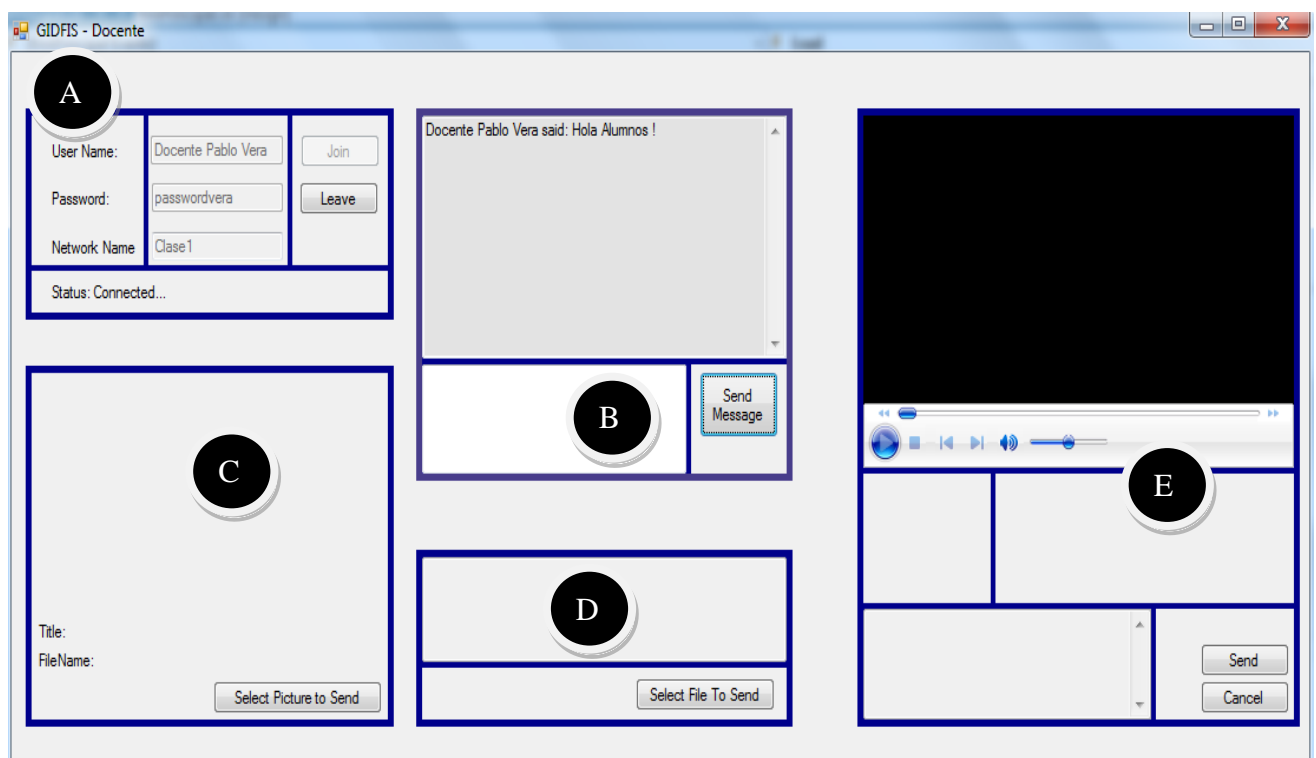 GIDFIS - Docente
A
User Name:
Docente Pablo Vera
Join
Password:
passwordvera
Leave
Network Name
Clase1
Status: Connected...
Docente Pablo Vera said: Hola Alumnos !
B
Send
Message
C
Title:
FileName:
Select Picture to Send
D
Select File To Send
E
Send
Cancel